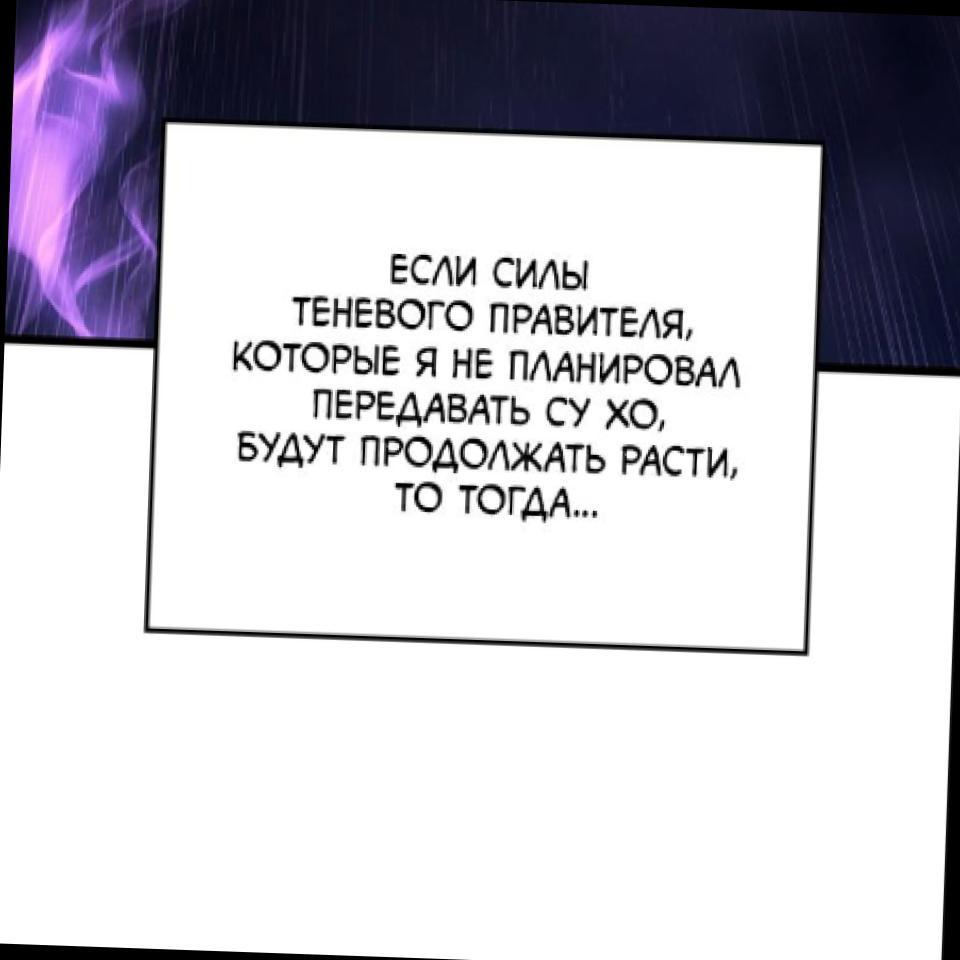 ЕСЛИ СИЛЫ
ТЕНЕВОГО ПРАВИТЕЛЯ,
КОТОРЫЕ Я НЕ ПЛАНИРОВАЛ
ПЕРЕДАВАТЬ СУ ХО,
БУДУТ ПРОДОЛЖАТЬ РАСТИ,
ТО ТОГДА...